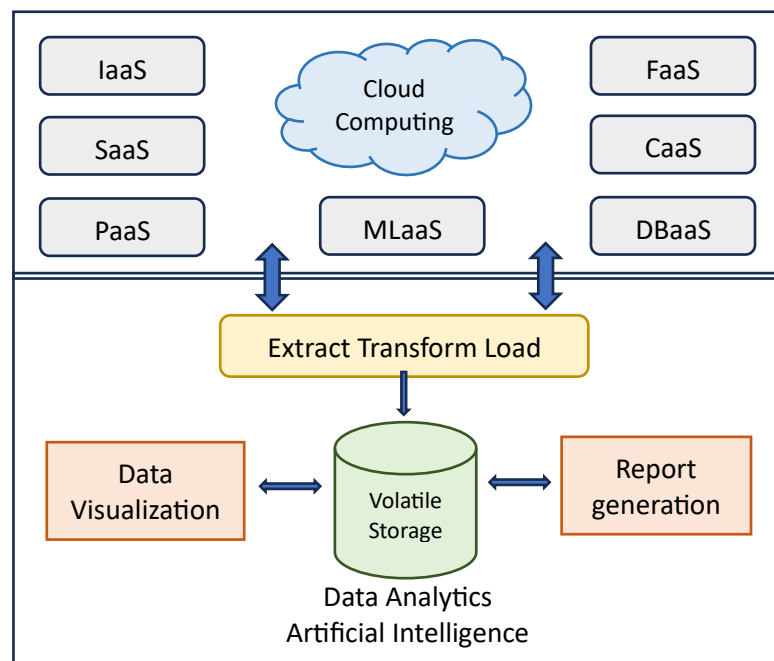 IaaS
Cloud
Computing
FaaS
SaaS
CaaS
PaaS
MLaaS
DBaaS
Extract Transform Load
Data
Visualization
Volatile
Storage
Report
generation
Data Analytics
Artificial Intelligence